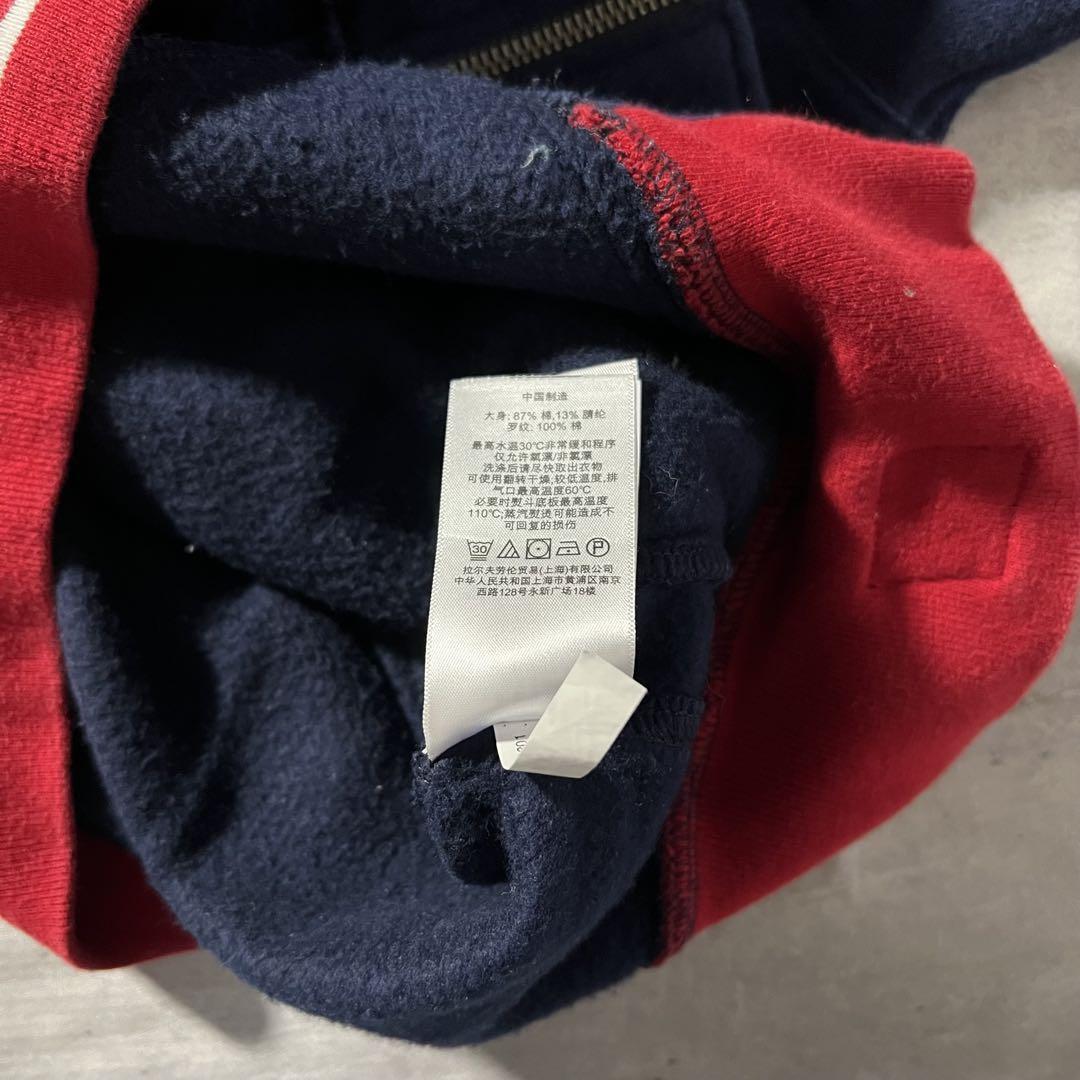 中国制造
大身: 87% 棉,13% 腈纶
罗纹: 100% 棉
最高水温30℃非常缓和程序
仅允许氧漂/非氯漂
洗涤后请尽快取出衣物
可使用翻转干燥;较低温度,排
气口最高温度60℃
必要时熨斗底板最高温度
110℃;蒸汽熨烫可能造成不
可回复的损伤
30 P
拉尔夫劳伦贸易(上海)有限公司
中华人民共和国上海市黄浦区南京
西路128号永新广场18楼